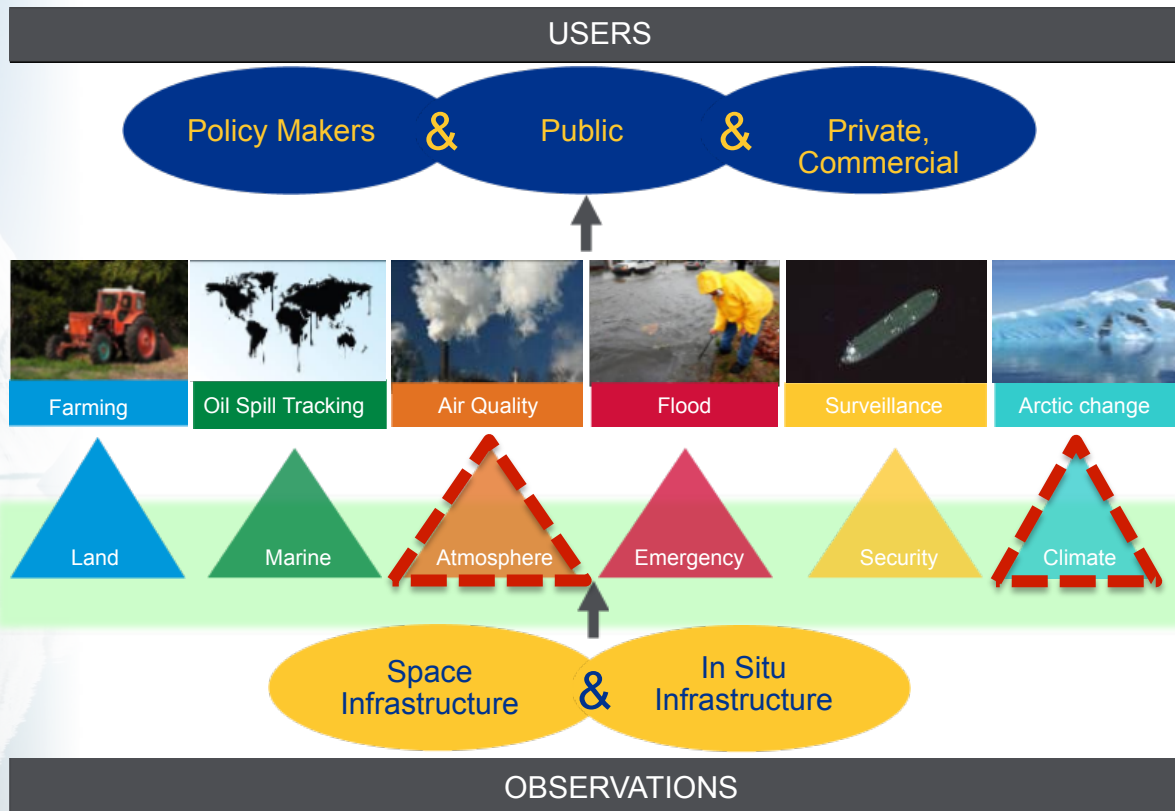 USERS
Policy Makers & Public & Private,
Commercial
Farming Oil Spill Tracking Air Quality Flood Surveillance Arctic change
Land Marine Atmosphere Emergency Security Climate
Space
Infrastructure
&
In Situ
Infrastructure
OBSERVATIONS